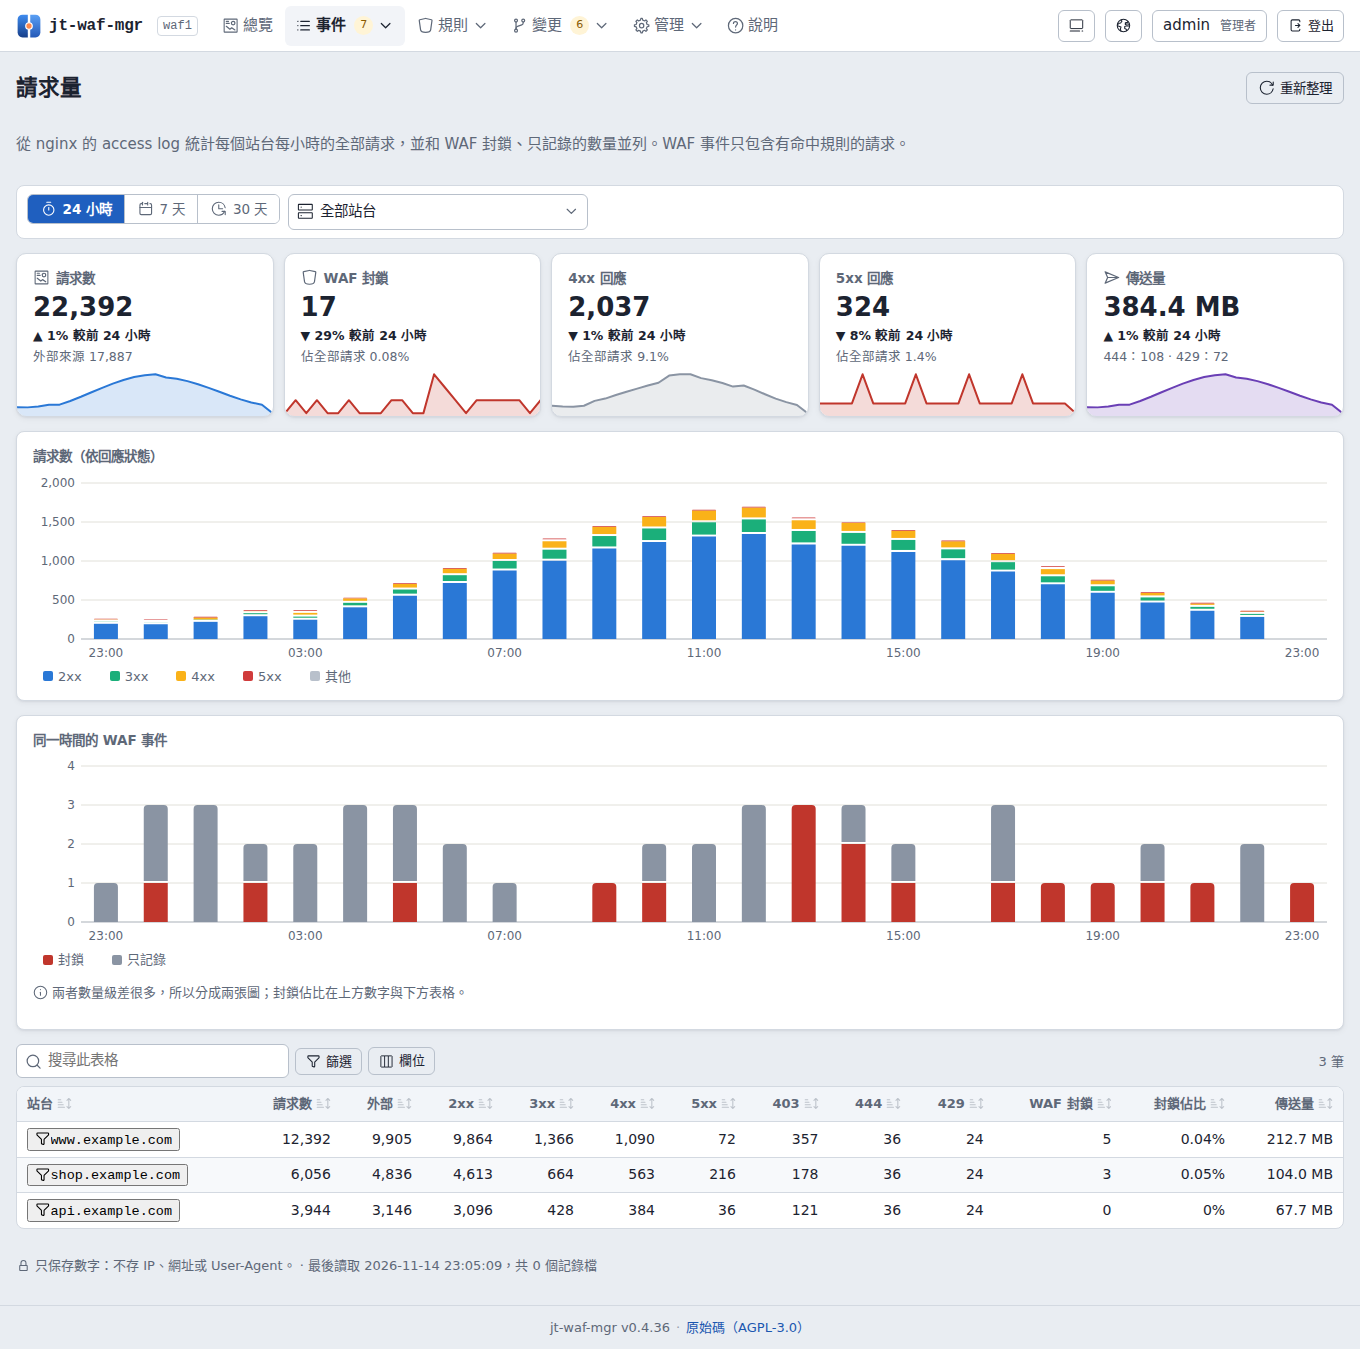 jt-waf-mgr waf1 總覽 事件 7 規則 變更 6 管理 說明 admin 管理者 登出
請求量 重新整理
從 nginx 的 access log 統計每個站台每小時的全部請求，並和 WAF 封鎖、只記錄的數量並列。WAF 事件只包含有命中規則的請求。
24 小時 7 天 30 天 全部站台
請求數 WAF 封鎖 4xx 回應 5xx 回應 傳送量
22,392 17 2,037 324 384.4 MB
▲ 1% 較前 24 小時 ▼ 29% 較前 24 小時 ▼ 1% 較前 24 小時 ▼ 8% 較前 24 小時 ▲ 1% 較前 24 小時
外部來源 17,887 佔全部請求 0.08% 佔全部請求 9.1% 佔全部請求 1.4% 444：108 · 429：72
請求數（依回應狀態）
2,000
1,500
1,000
500
0
23:00 03:00 07:00 11:00 15:00 19:00 23:00
2xx 3xx 4xx 5xx 其他
同一時間的 WAF 事件
4
3
2
1
0
23:00 03:00 07:00 11:00 15:00 19:00 23:00
封鎖 只記錄
兩者數量級差很多，所以分成兩張圖；封鎖佔比在上方數字與下方表格。
搜尋此表格 篩選 欄位 3 筆
站台 請求數 外部 2xx 3xx 4xx 5xx 403 444 429 WAF 封鎖 封鎖佔比 傳送量
www.example.com 12,392 9,905 9,864 1,366 1,090 72 357 36 24 5 0.04% 212.7 MB
shop.example.com 6,056 4,836 4,613 664 563 216 178 36 24 3 0.05% 104.0 MB
api.example.com 3,944 3,146 3,096 428 384 36 121 36 24 0 0% 67.7 MB
只保存數字：不存 IP、網址或 User-Agent。 · 最後讀取 2026-11-14 23:05:09，共 0 個記錄檔
jt-waf-mgr v0.4.36 · 原始碼（AGPL-3.0）